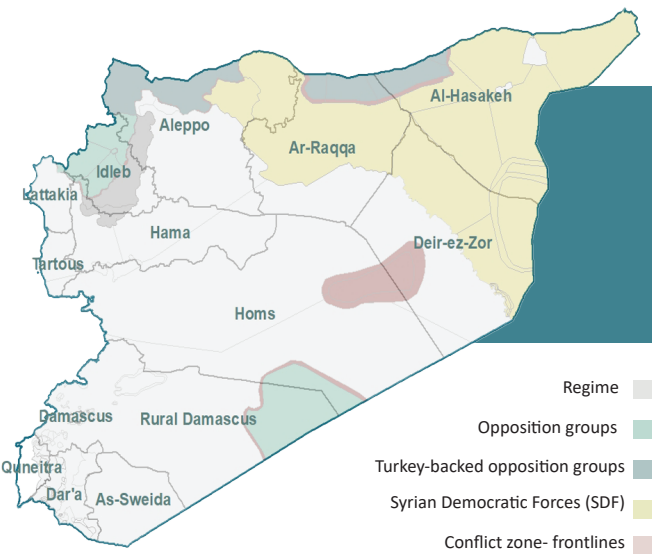 Al-Hasakeh
Aleppo
Ar-Raqqa
Idleb
Lattakia
Hama
Deir-ez-Zor
Tartous
Homs
Damascus
Rural Damascus
Quneitra
Dar'a
As-Sweida
Regime
Opposition groups
Turkey-backed opposition groups
Syrian Democratic Forces (SDF)
Conflict zone- frontlines